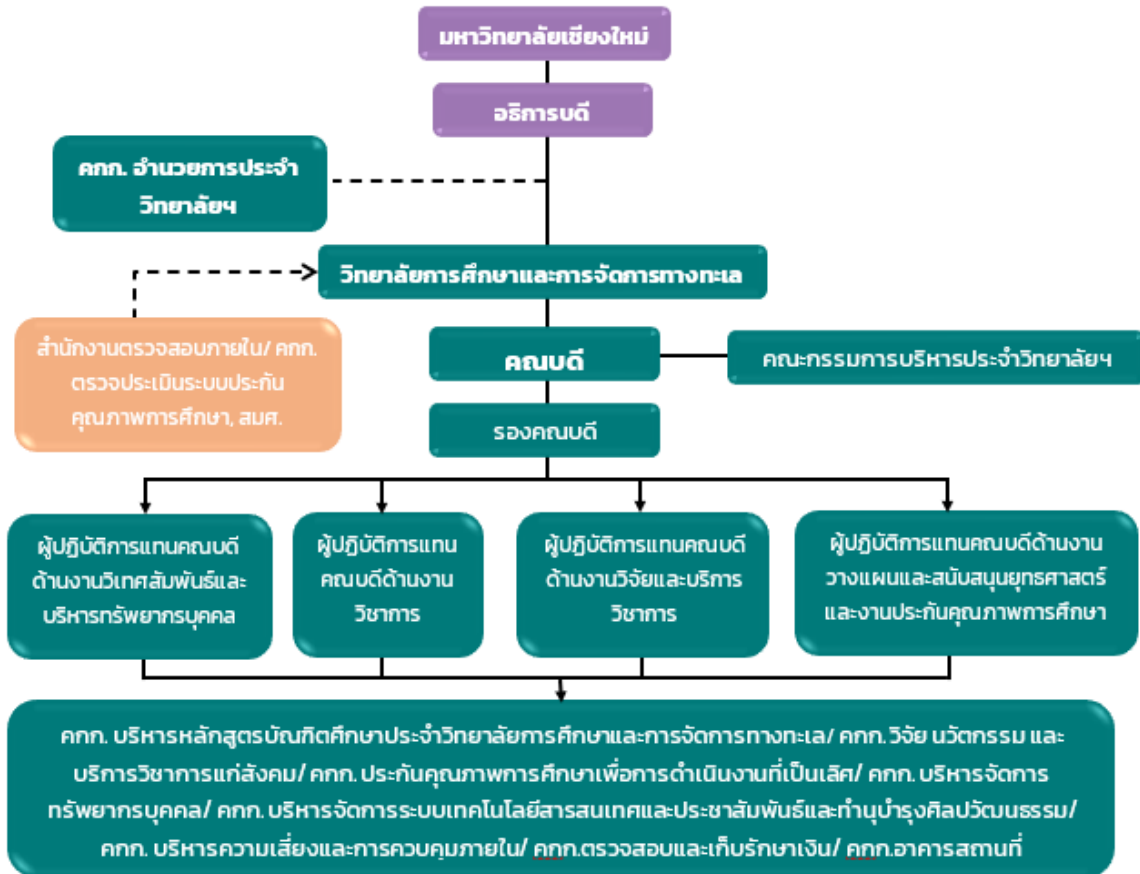 มหาวิทยาลัยเชียงใหม่
อธิการบดี
คกก. อำนวยการประจำ
วิทยาลัยฯ
วิทยาลัยการศึกษาและการจัดการทางทะเล
สำนักงานตรวจสอบภายใน/ คกก.
ตรวจประเมินระบบประกัน
คุณภาพการศึกษา, สมศ.
คณบดี
คณะกรรมการบริหารประจำวิทยาลัยฯ
รองคณบดี
ผู้ปฏิบัติการแทนคณบดี
ด้านงานวิเทศสัมพันธ์และ
บริหารทรัพยากรบุคคล
ผู้ปฏิบัติการแทน
คณบดีด้านงาน
วิชาการ
ผู้ปฏิบัติการแทนคณบดี
ด้านงานวิจัยและบริการ
วิชาการ
ผู้ปฏิบัติการแทนคณบดีด้านงาน
วางแผนและสนับสนุนยุทธศาสตร์
และงานประกันคุณภาพการศึกษา
คกก. บริหารหลักสูตรบัณฑิตศึกษาประจำวิทยาลัยการศึกษาและการจัดการทางทะเล/ คกก. วิจัย นวัตกรรม และ
บริการวิชาการแก่สังคม/ คกก. ประกันคุณภาพการศึกษาเพื่อการดำเนินงานที่เป็นเลิศ/ คกก. บริหารจัดการ
ทรัพยากรบุคคล/ คกก. บริหารจัดการระบบเทคโนโลยีสารสนเทศและประชาสัมพันธ์และทำนุบำรุงศิลปวัฒนธรรม/
คกก. บริหารความเสี่ยงและการควบคุมภายใน/ คกก.ตรวจสอบและเก็บรักษาเงิน/ คกก.อาคารสถานที่